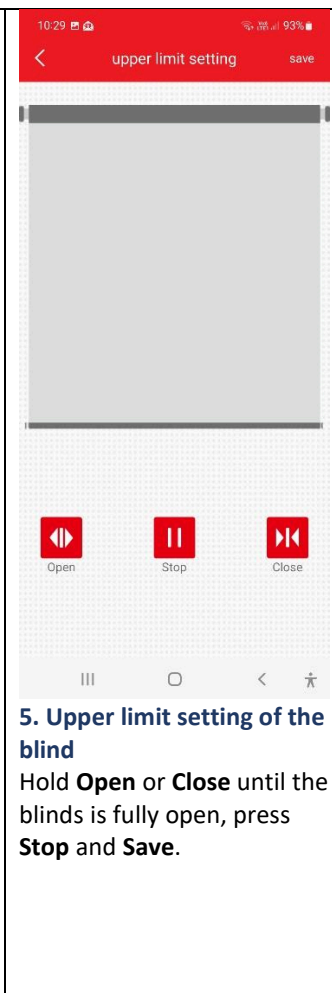 10:29 93%
upper limit setting save
Open Stop Close
5. Upper limit setting of the
blind
Hold Open or Close until the
blinds is fully open, press
Stop and Save.